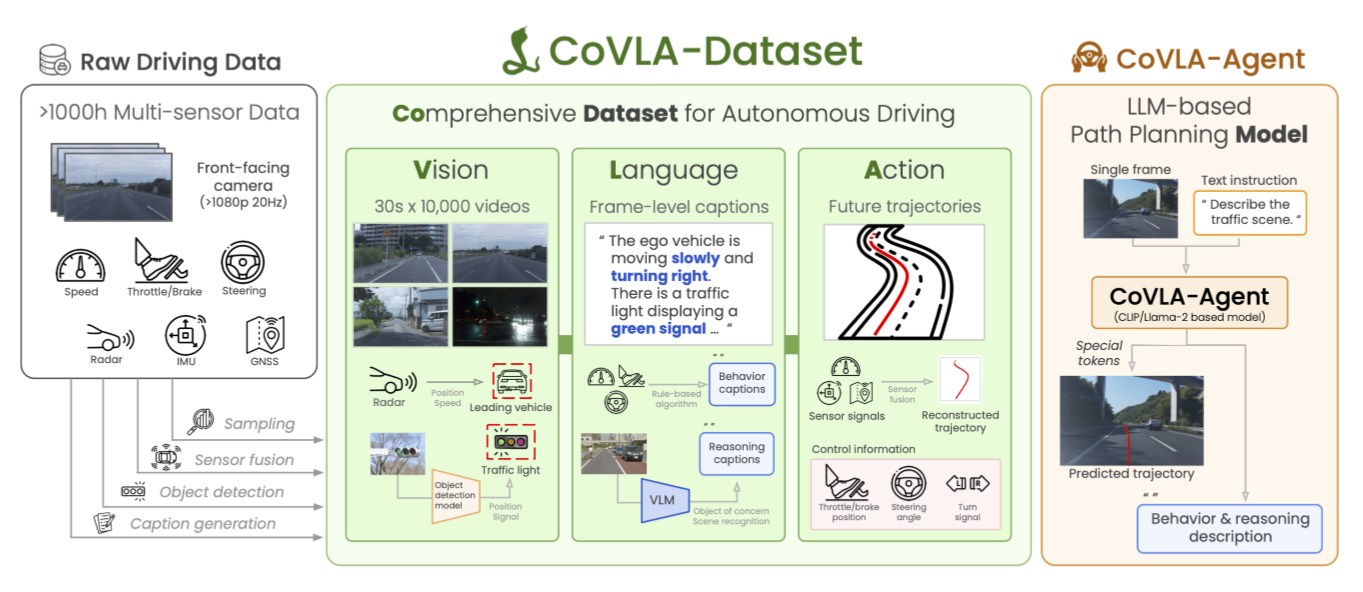 Raw Driving Data
>1000h Multi-sensor Data
Front-facing
camera
(>1080p 20Hz)
Speed
Throttle/Brake
Steering
Radar
IMU
GNSS
Sampling
Sensor fusion
Object detection
Caption generation
CoVLA-Dataset
Comprehensive Dataset for Autonomous Driving
Vision
30s x 10,000 videos
Radar
Position
Speed
Leading vehicle
Traffic light
Object
detection
model
Position
Signal
Language
Frame-level captions
“ The ego vehicle is
moving slowly and
turning right.
There is a traffic
light displaying a
green signal ... “
Rule-based
algorithm
“ “
Behavior
captions
“ “
Reasoning
captions
VLM
Object of concern
Scene recognition
Action
Future trajectories
Sensor signals
Sensor
fusion
Reconstructed
trajectory
Control information
Throttle/brake
position
Steering
angle
L R
Turn
signal
CoVLA-Agent
LLM-based
Path Planning Model
Single frame
Text instruction
“ Describe the
traffic scene. “
CoVLA-Agent
(CLIP/Llama-2 based model)
Special
tokens
Predicted trajectory
“ “
Behavior & reasoning
description